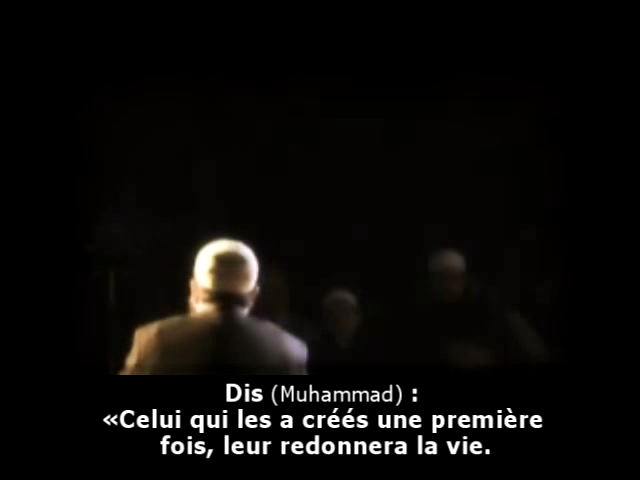 Dis (Muhammad) :
«Celui qui les a créés une première
fois, leur redonnera la vie.